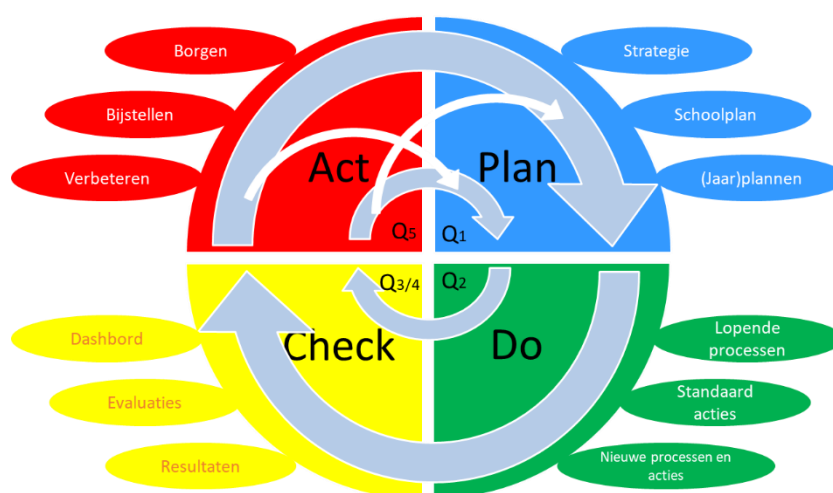 Borgen
Bijstellen
Verbeteren
Strategie
Schoolplan
(Jaar)plannen
Act
Plan
Q5
Q1
Q3/4
Q2
Check
Do
Dashbord
Evaluaties
Resultaten
Lopende
processen
Standaard
acties
Nieuwe processen en
acties